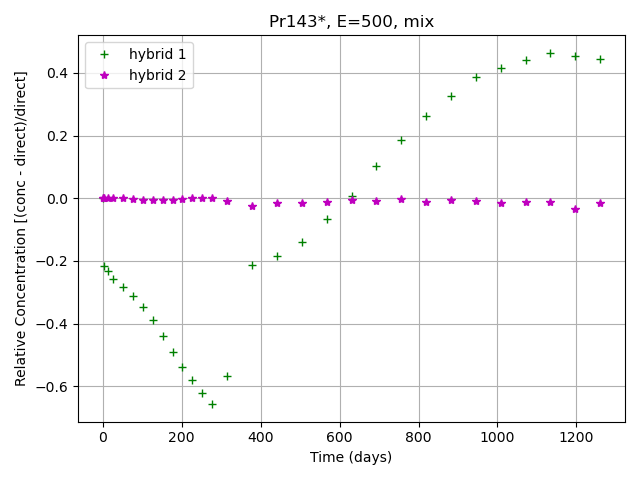 Pr143*, E=500, mix
hybrid 1
hybrid 2
Relative Concentration [(conc - direct)/direct]
0.4
0.2
0.0
−0.2
−0.4
−0.6
0 200 400 600 800 1000 1200
Time (days)